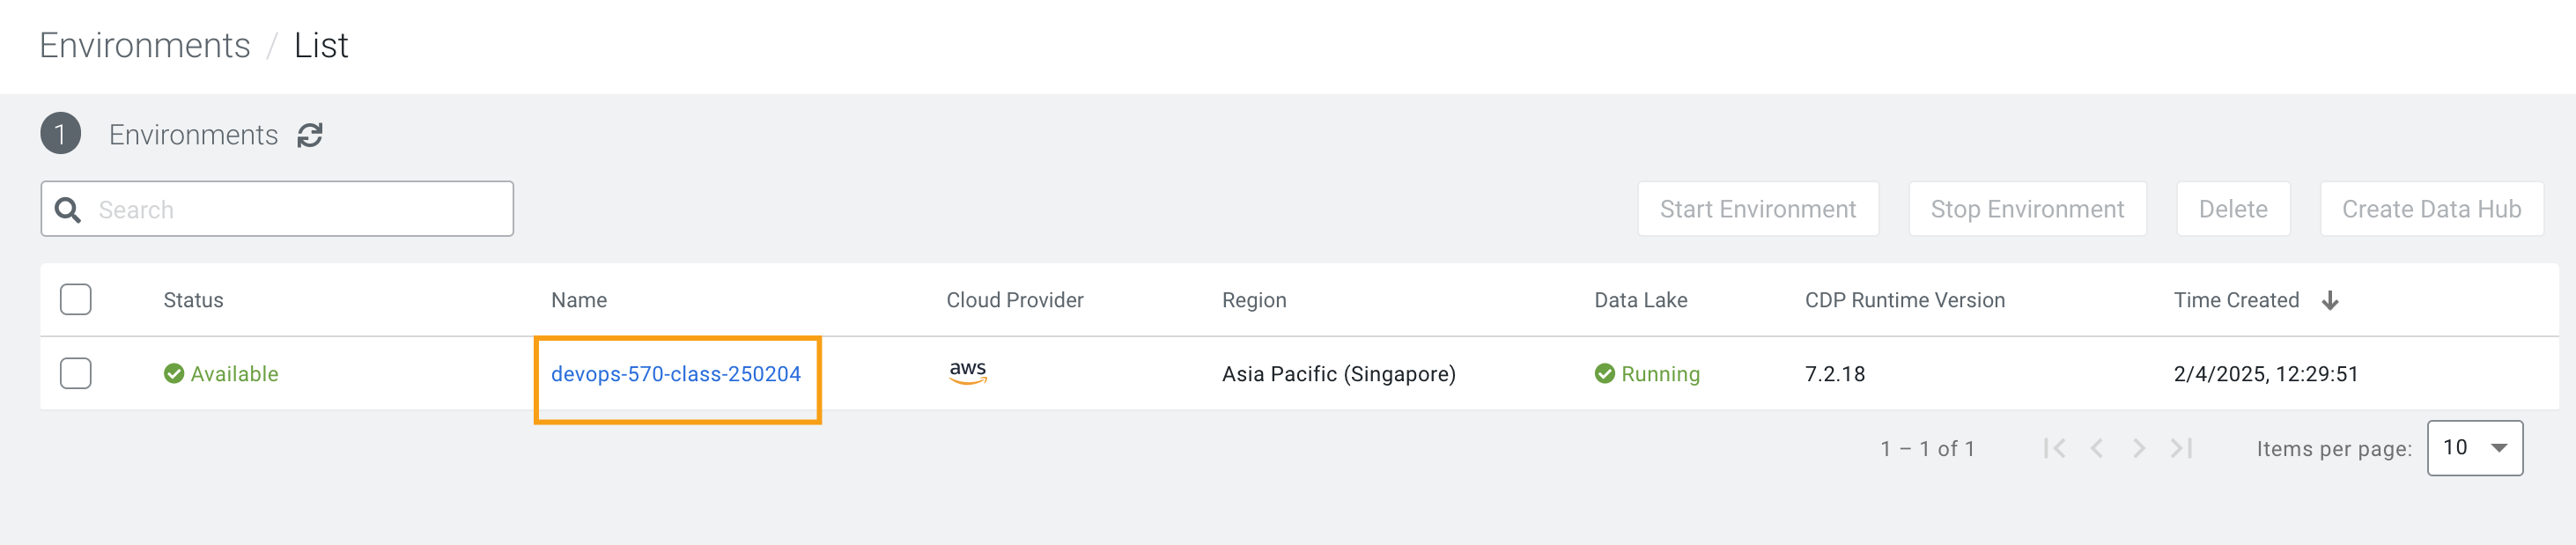 Environments / List
1 Environments
Search
Start Environment Stop Environment Delete Create Data Hub
Status Name Cloud Provider Region Data Lake CDP Runtime Version Time Created
Available devops-570-class-250204 aws Asia Pacific (Singapore) Running 7.2.18 2/4/2025, 12:29:51
1 – 1 of 1 Items per page: 10